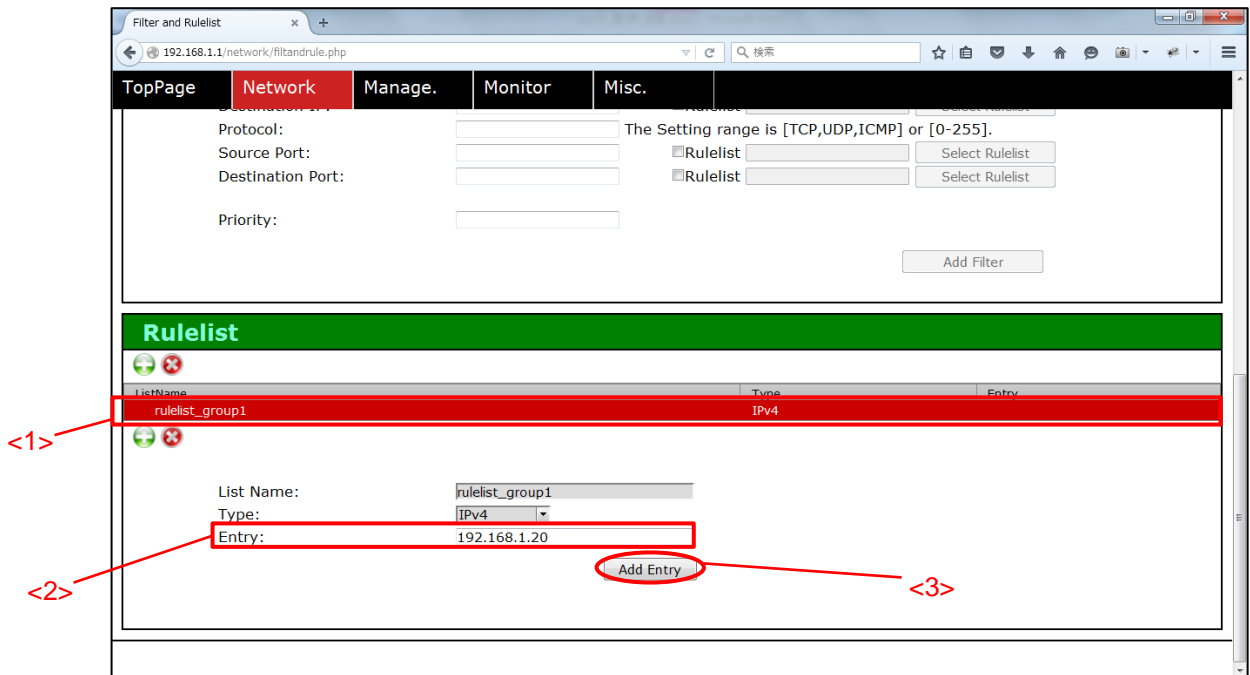 Filter and Rulelist × +
192.168.1.1/network/filtandrule.php 検索
TopPage Network Manage. Monitor Misc.
Protocol: The Setting range is [TCP,UDP,ICMP] or [0-255].
Source Port: Rulelist Select Rulelist
Destination Port: Rulelist Select Rulelist
Priority:
Add Filter
Rulelist
ListName Type Entry
rulelist_group1 IPv4
<1>
List Name: rulelist_group1
Type: IPv4
Entry: 192.168.1.20
Add Entry
<2>
<3>